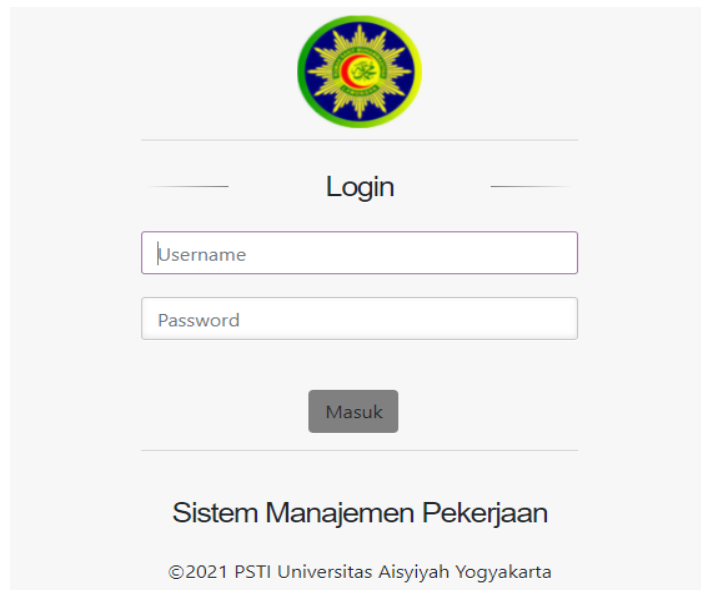 Login
Username
Password
Masuk
Sistem Manajemen Pekerjaan
©2021 PSTI Universitas Aisyiyah Yogyakarta